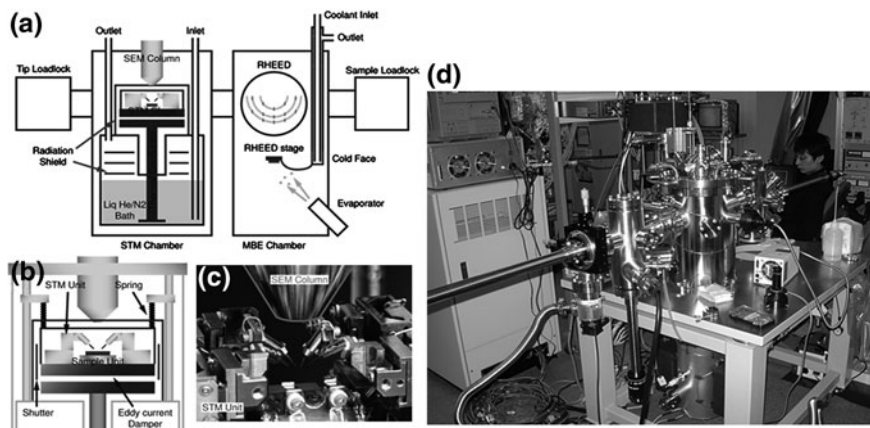 (a)
Outlet
Inlet
SEM Column
Tip Loadlock
Radiation
Shield
Liq He/N2
Bath
STM Chamber
Coolant Inlet
Outlet
RHEED
Sample Loadlock
RHEED stage
Cold Face
Evaporator
MBE Chamber
(b)
STM Unit
Spring
Sample Unit
Shutter
Eddy current
Damper
(c)
SEM Column
STM Unit
(d)